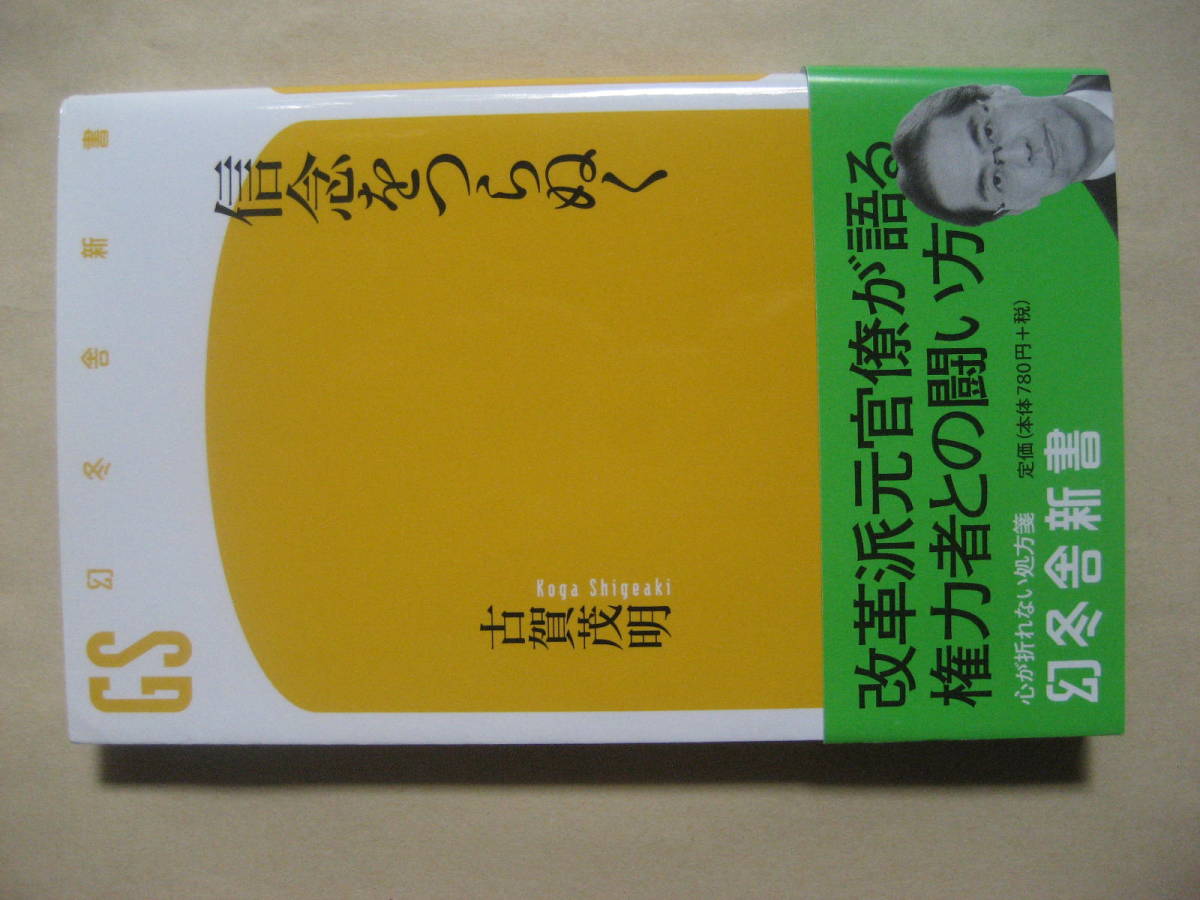 GS 幻冬舎新書
信念をつらぬく
Koga Shigeaki
古賀茂明
改革派元官僚が語る
権力者との闘い方
心が折れない処方箋
定価(本体780円+税)
幻冬舎新書